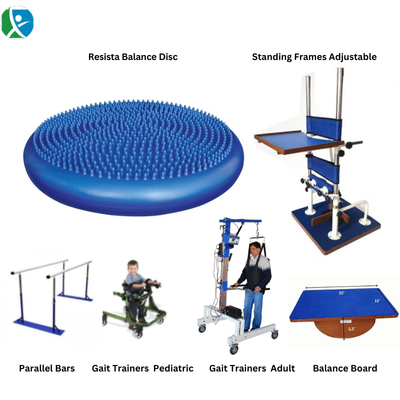 Resista Balance Disc
Standing Frames Adjustable
Parallel Bars
Gait Trainers Pediatric
Gait Trainers Adult
Balance Board